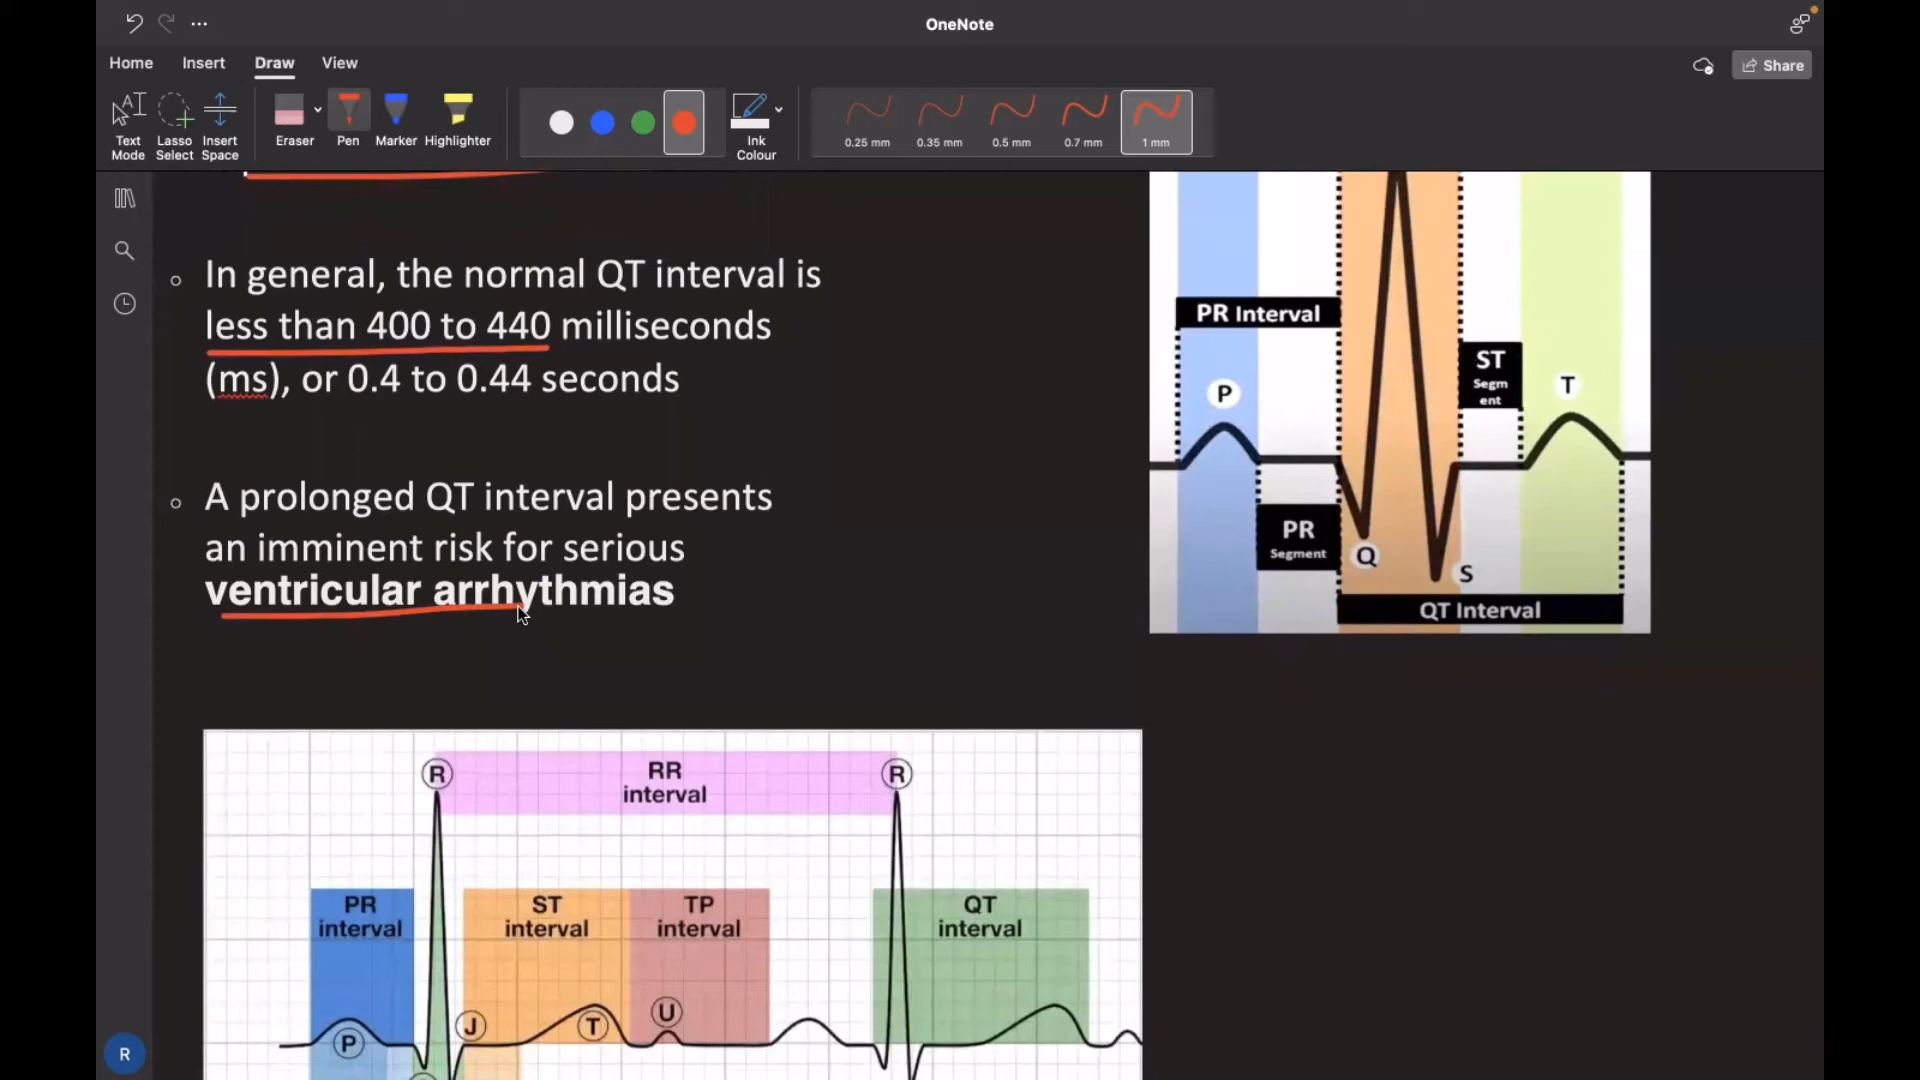 OneNote
Home Insert Draw View
Share
Text Mode
Lasso Select
Insert Space
Eraser
Pen
Marker
Highlighter
Ink Colour
0.25 mm
0.35 mm
0.5 mm
0.7 mm
1 mm
In general, the normal QT interval is
less than 400 to 440 milliseconds
(ms), or 0.4 to 0.44 seconds
A prolonged QT interval presents
an imminent risk for serious
ventricular arrhythmias
PR Interval
ST
Segm
ent
P
T
PR
Segment
Q
S
QT Interval
R
RR
interval
R
PR
interval
ST
interval
TP
interval
QT
interval
P
J
T
U
R